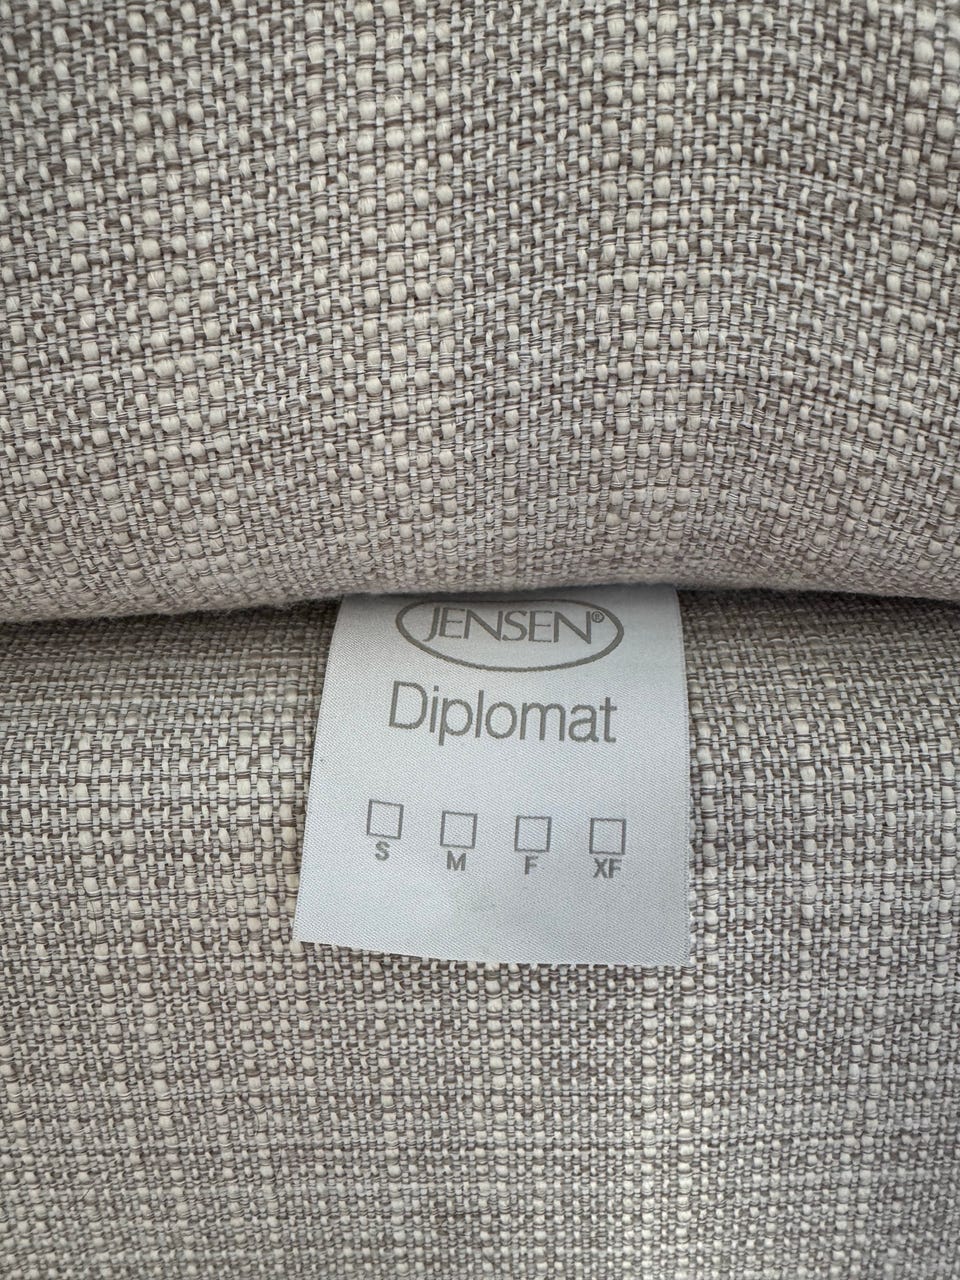 JENSEN®
Diplomat
S M F XF